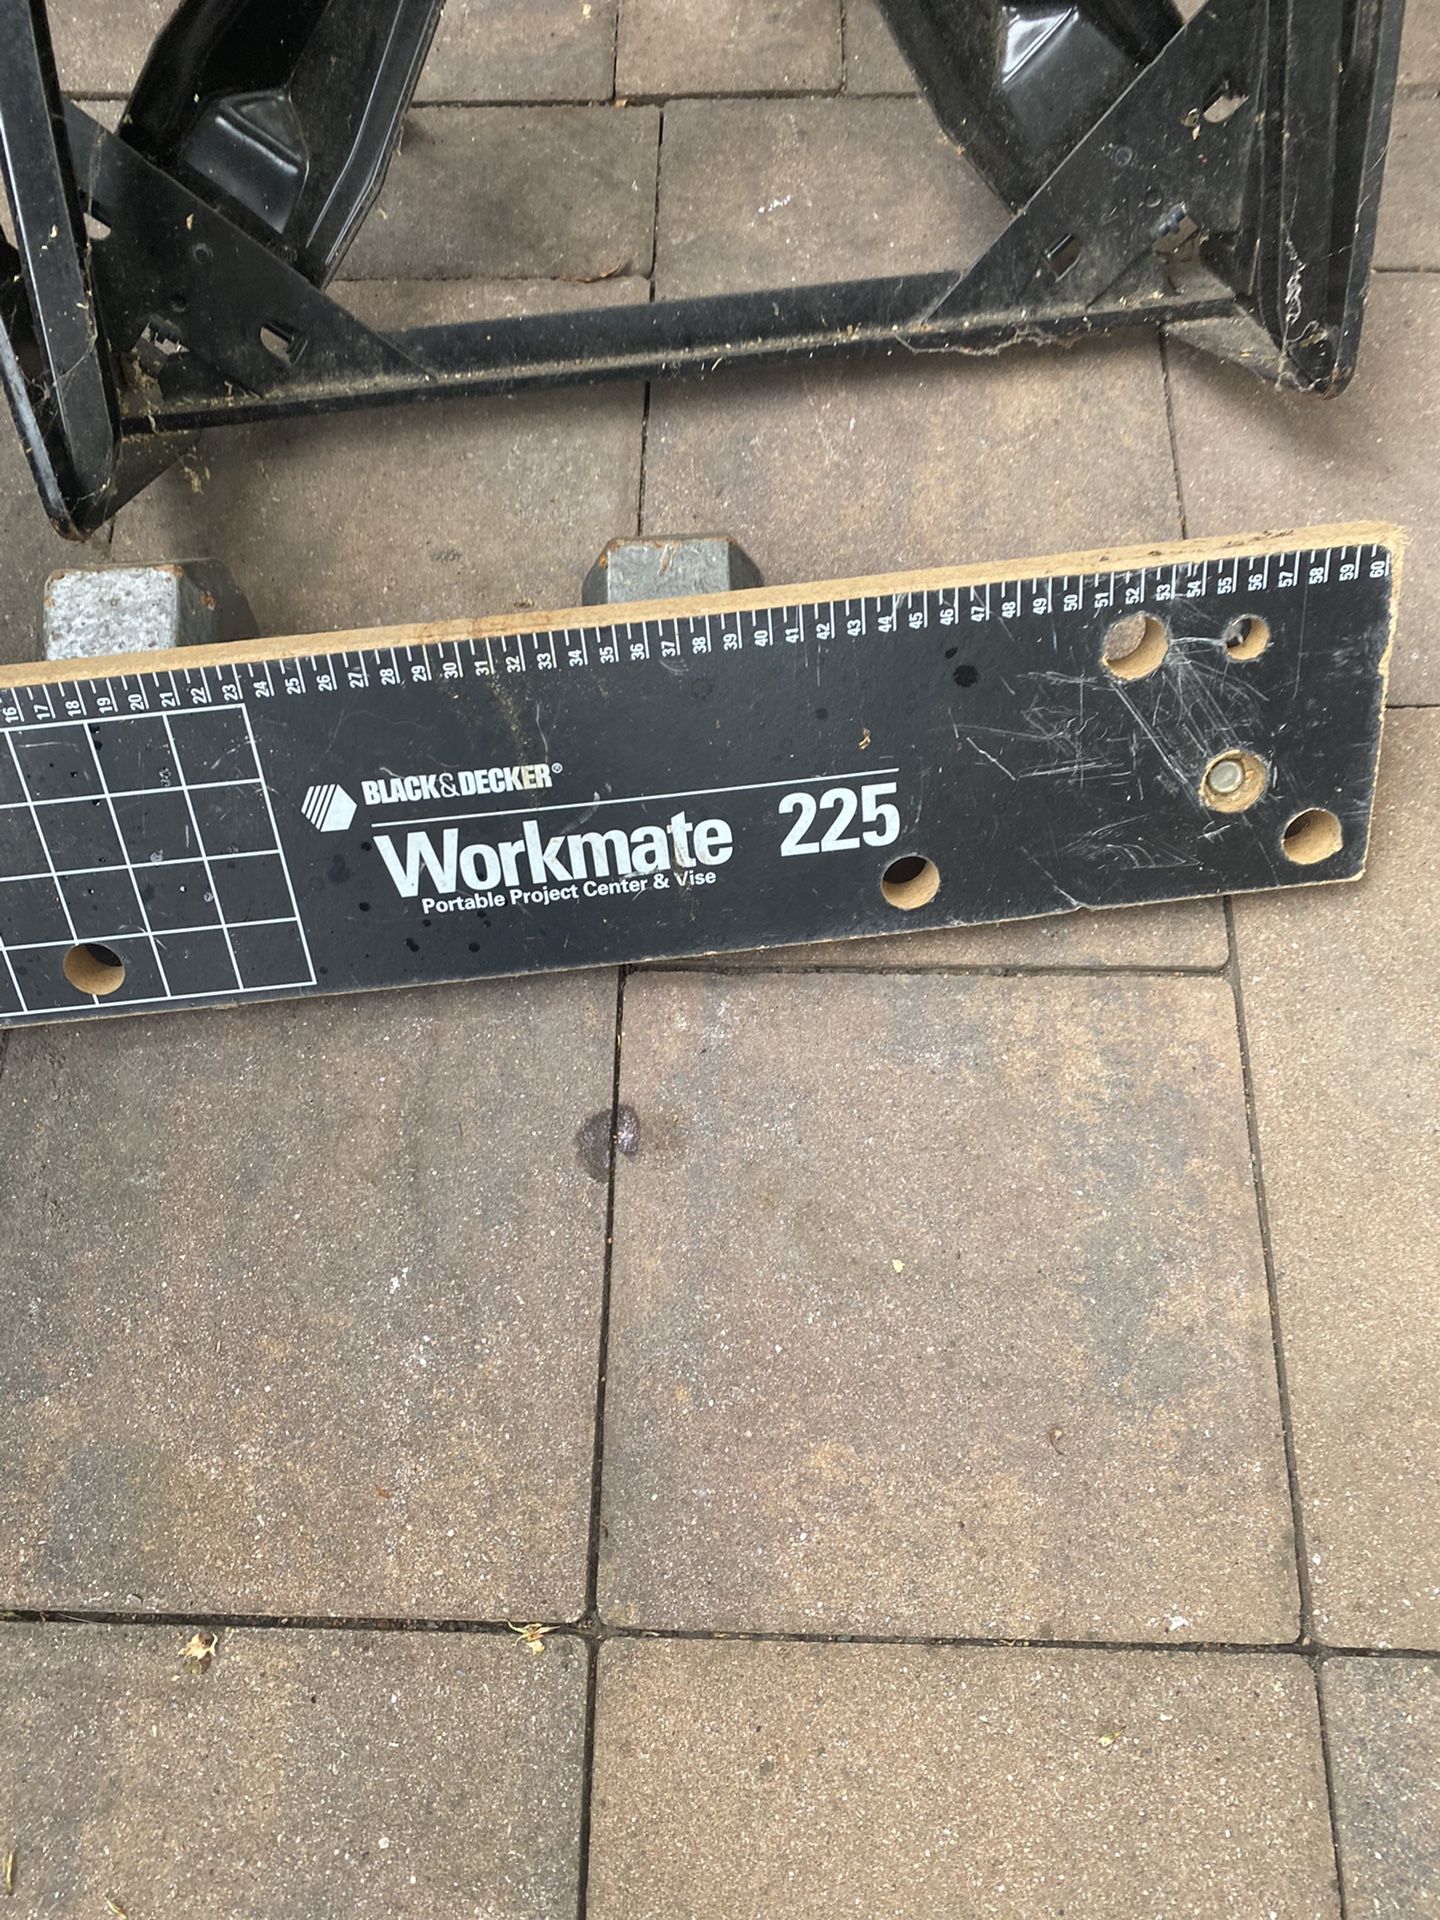 16 17 18 19 20 21 22 23 24 25 26 27 28 29 30 31 32 33 34 35 36 37 38 39 40 41 42 43 44 45 46 47 48 49 50 51 52 53 54 55 56 57 58 59 60
BLACK&DECKER®
Workmate 225
Portable Project Center & Vise